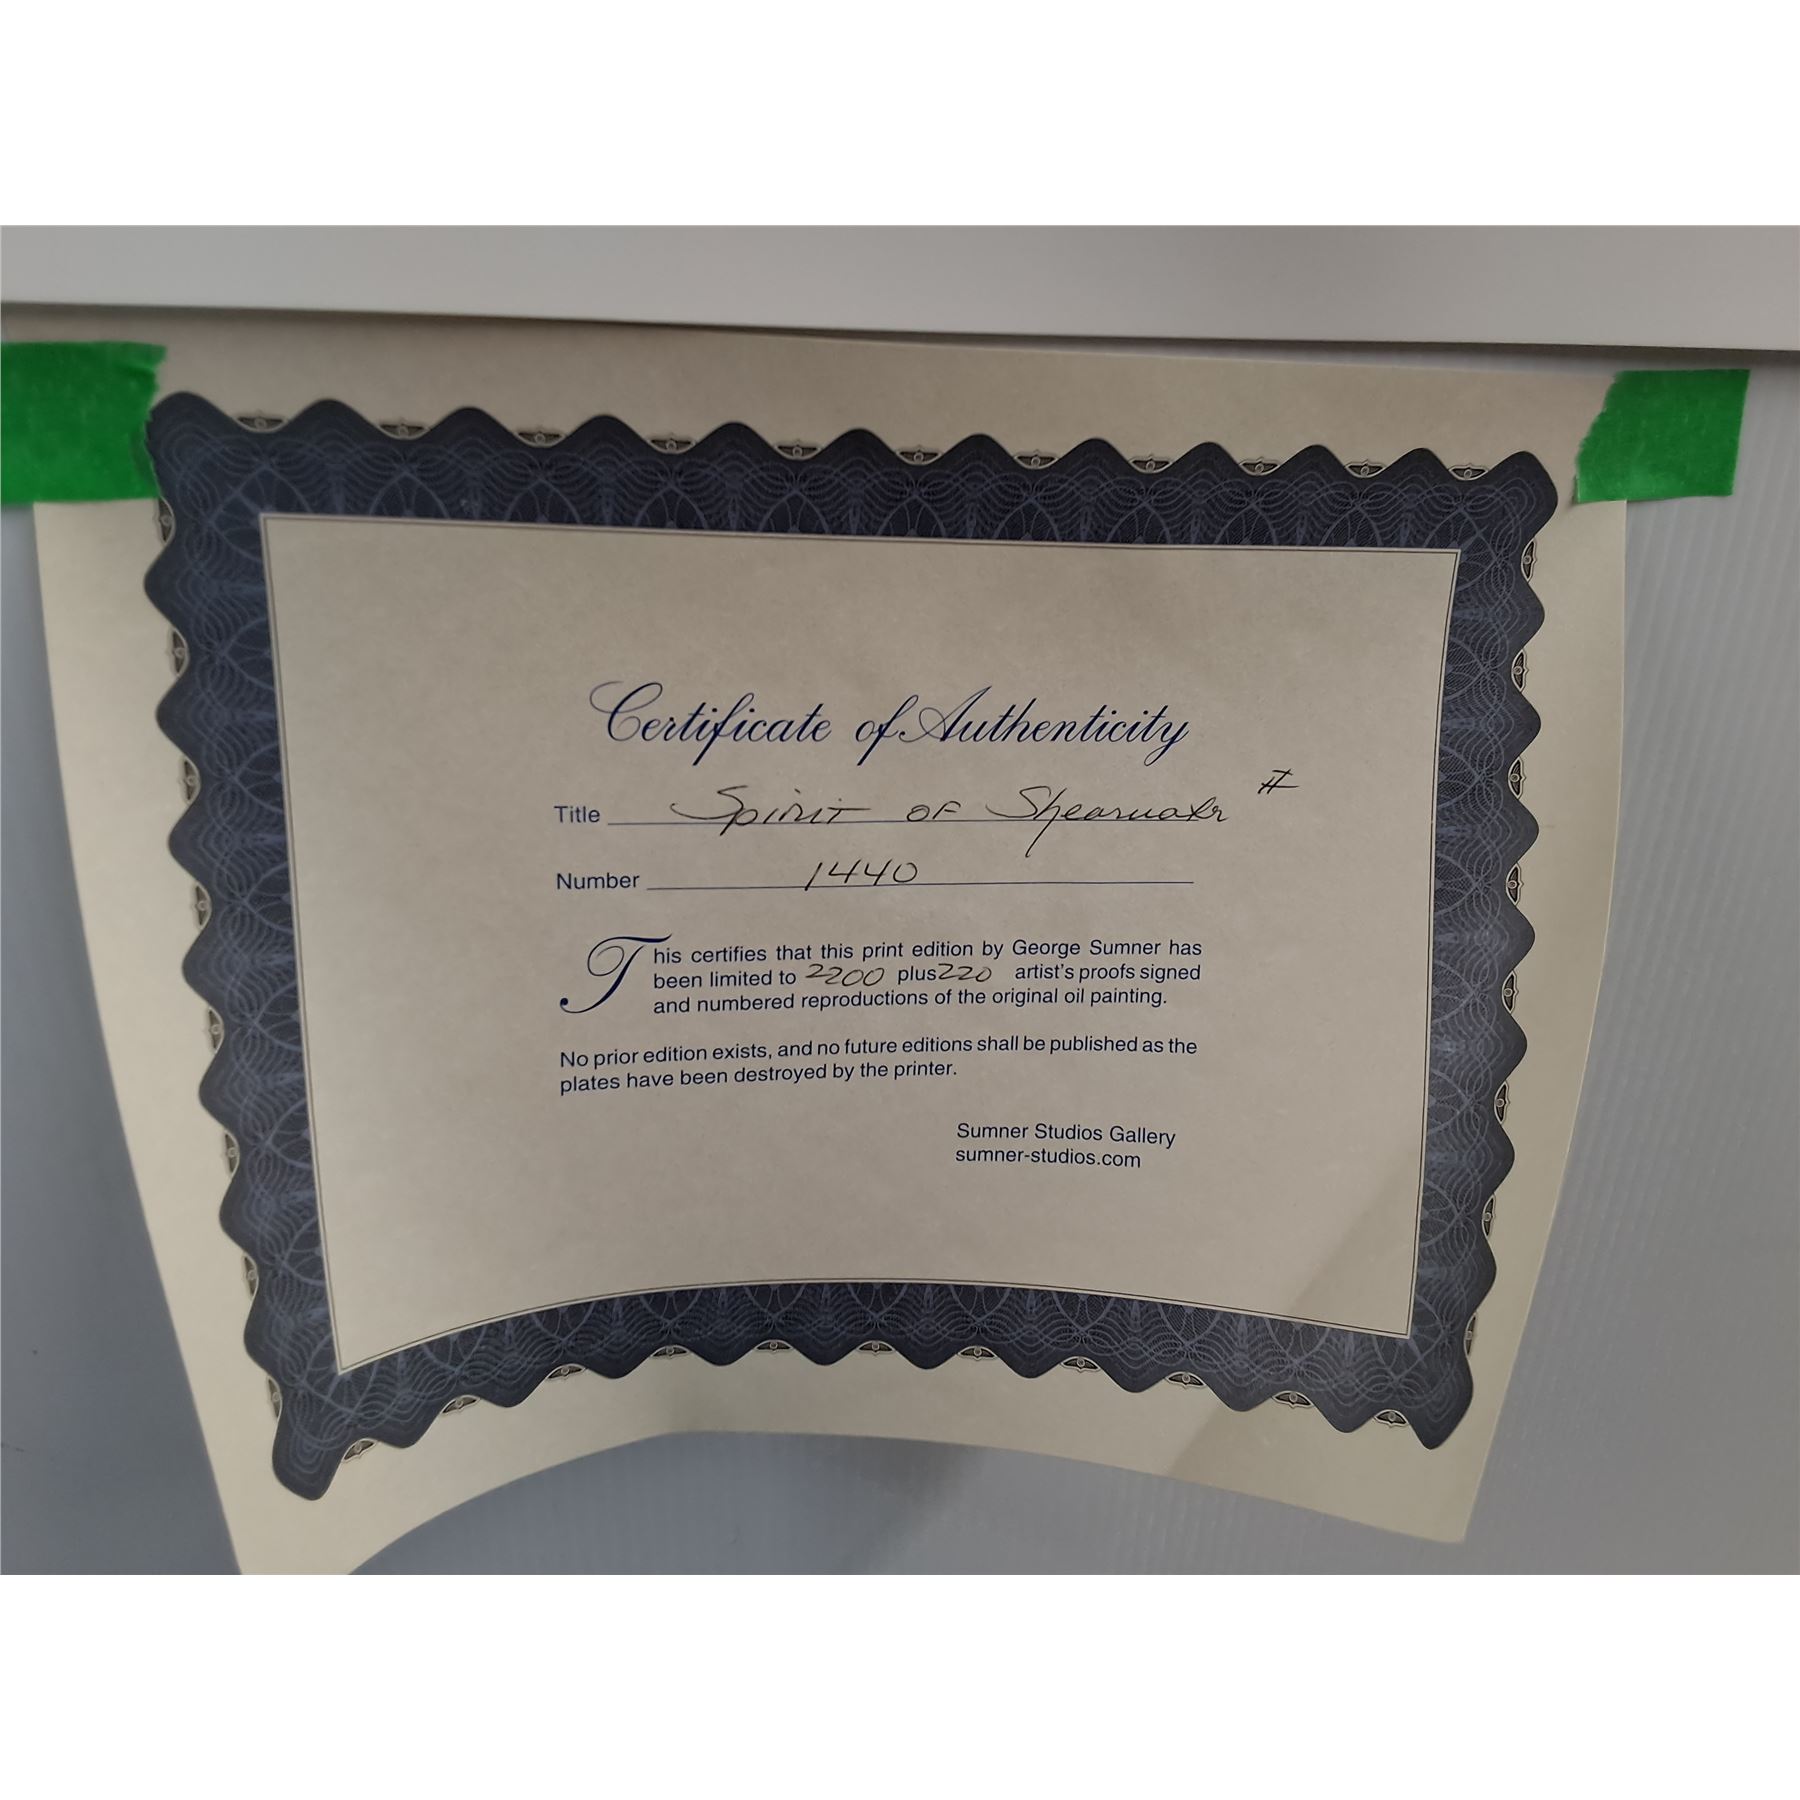 Certificate of Authenticity
Title Spirit of Shearwater II
Number 1440
This certifies that this print edition by George Sumner has
been limited to 2200 plus 220 artist's proofs signed
and numbered reproductions of the original oil painting.
No prior edition exists, and no future editions shall be published as the
plates have been destroyed by the printer.
Sumner Studios Gallery
sumner-studios.com